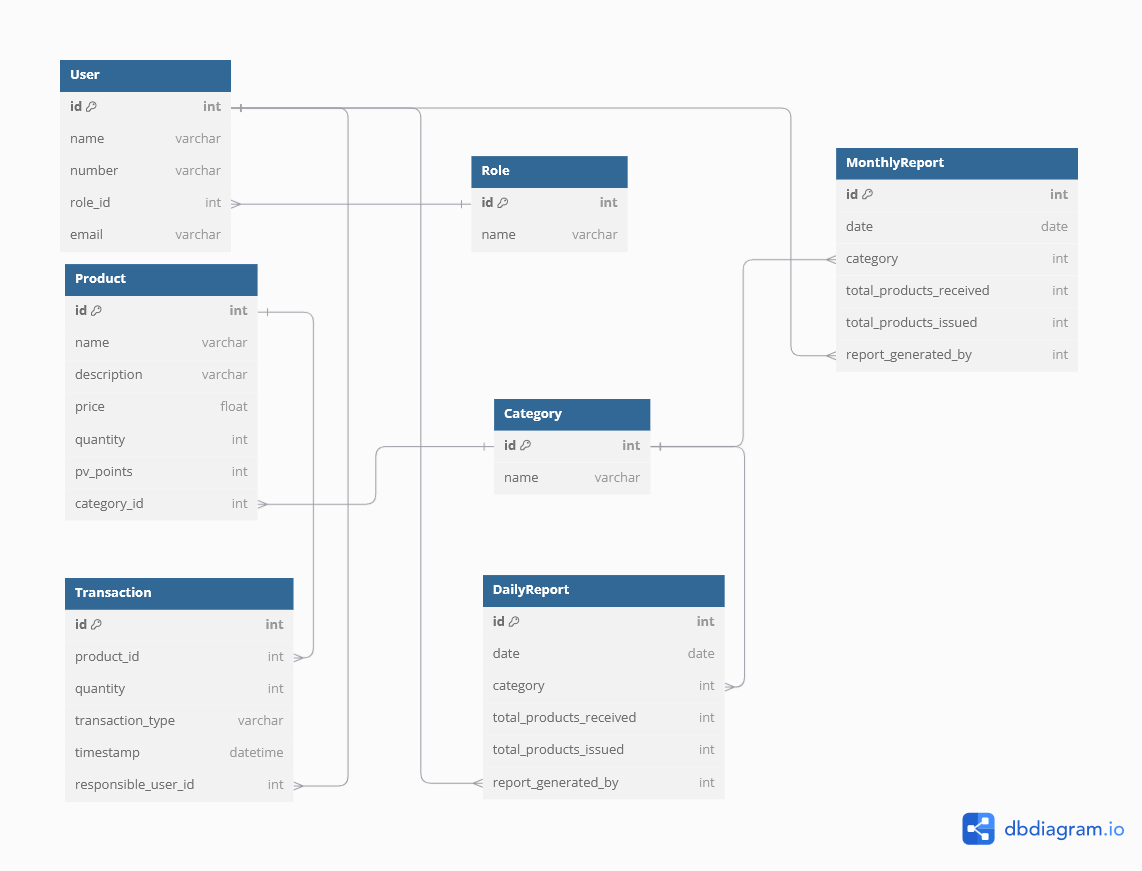 User
id int
name varchar
number varchar
role_id int
email varchar
Role
id int
name varchar
MonthlyReport
id int
date date
category int
total_products_received int
total_products_issued int
report_generated_by int
Product
id int
name varchar
description varchar
price float
quantity int
pv_points int
category_id int
Category
id int
name varchar
Transaction
id int
product_id int
quantity int
transaction_type varchar
timestamp datetime
responsible_user_id int
DailyReport
id int
date date
category int
total_products_received int
total_products_issued int
report_generated_by int
dbdiagram.io